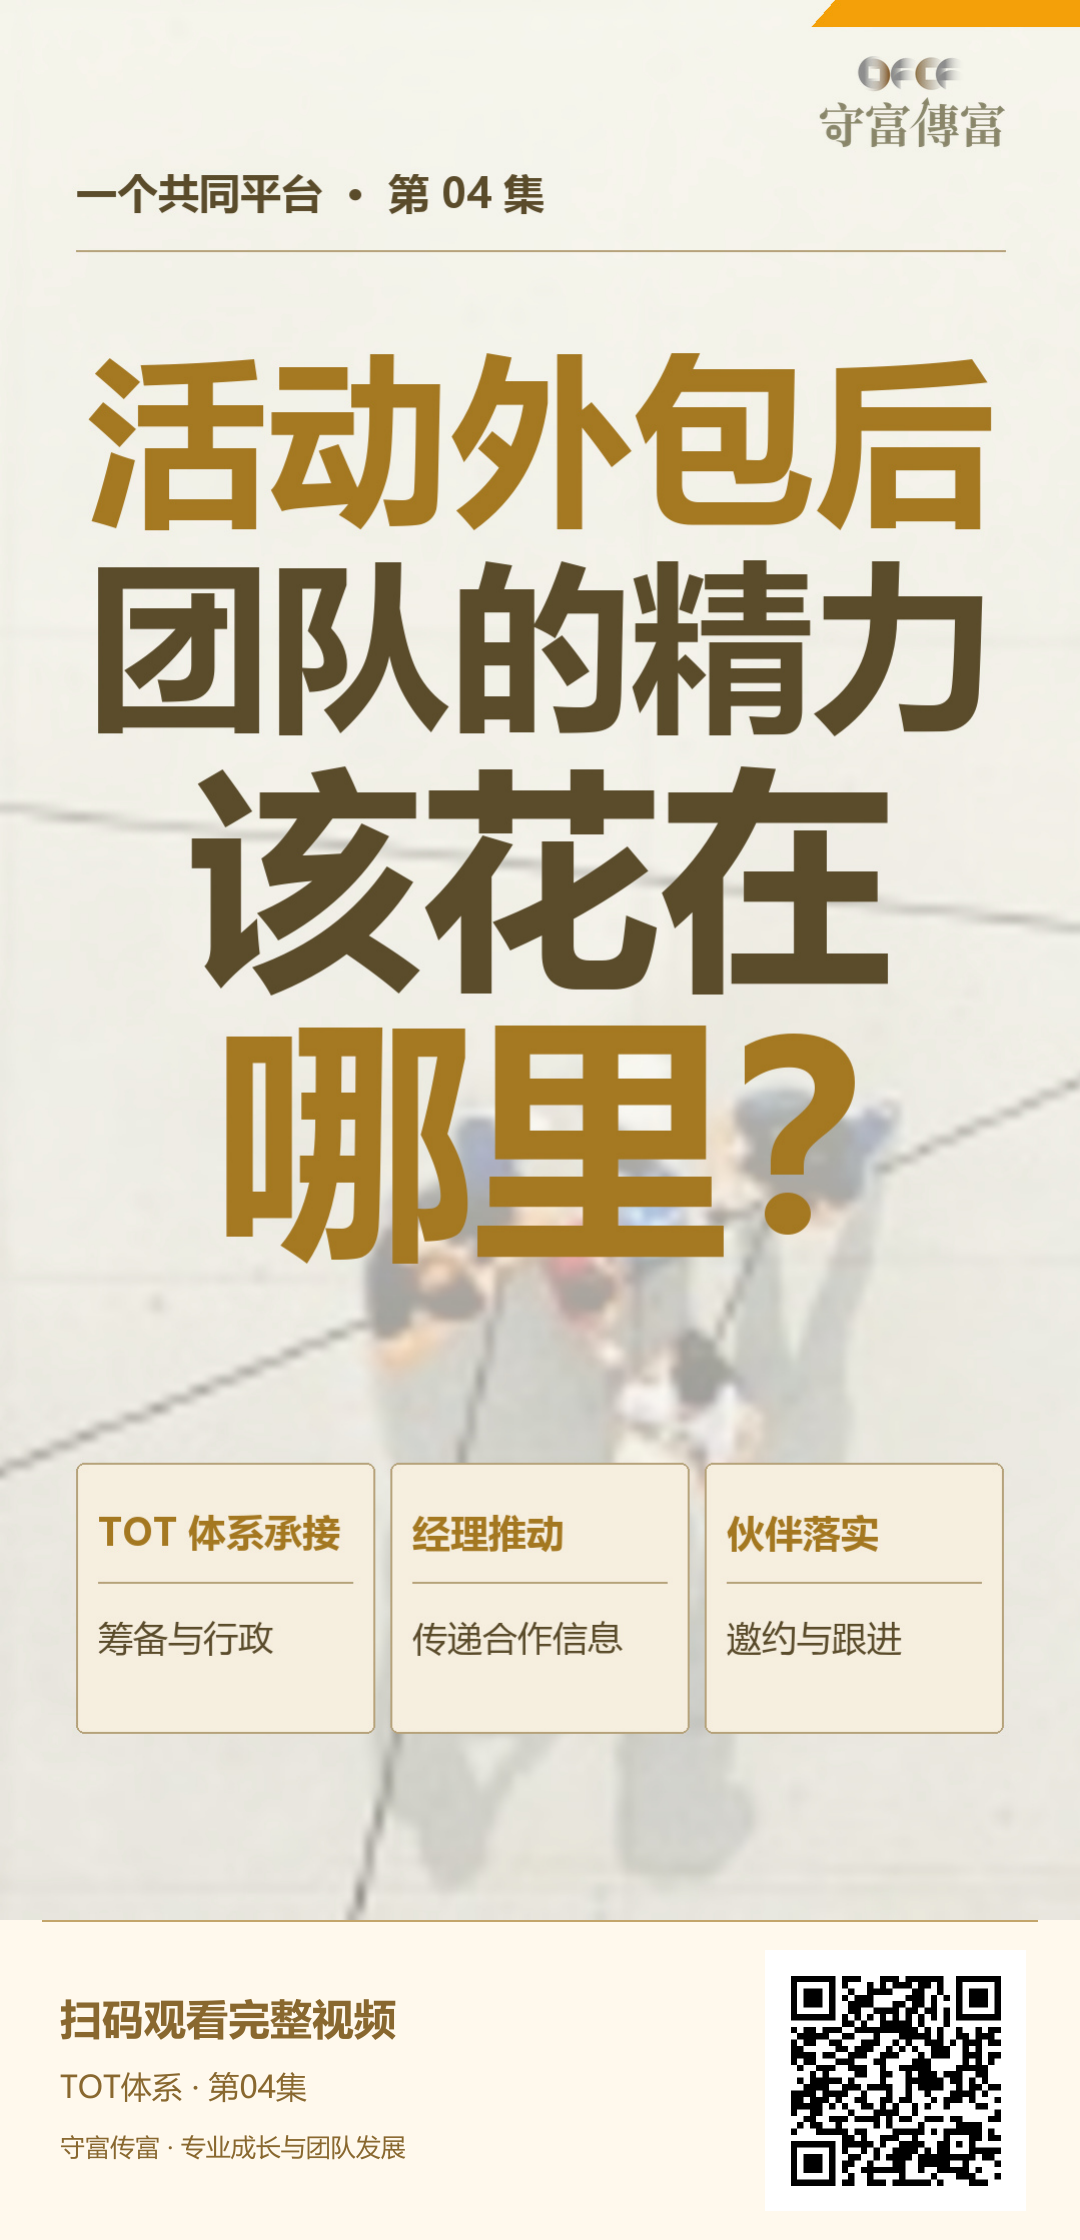 OFCF
守富傳富
一个共同平台 · 第 04 集
活动外包后
团队的精力
该花在
哪里?
TOT 体系承接
筹备与行政
经理推动
传递合作信息
伙伴落实
邀约与跟进
扫码观看完整视频
TOT体系 · 第04集
守富传富 · 专业成长与团队发展